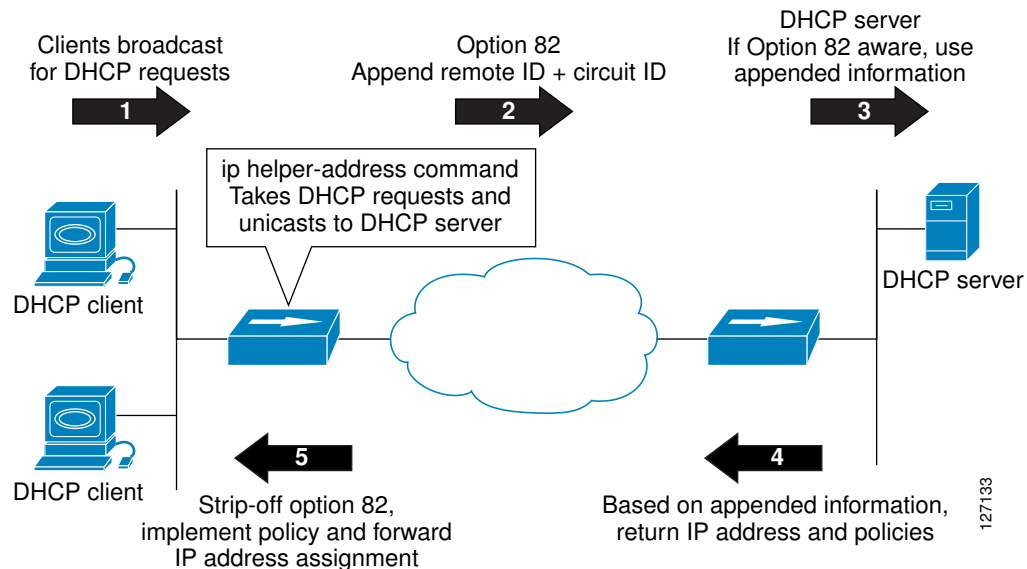 Clients broadcast
for DHCP requests
1
Option 82
Append remote ID + circuit ID
2
DHCP server
If Option 82 aware, use
appended information
3
ip helper-address command
Takes DHCP requests and
unicasts to DHCP server
DHCP client
DHCP server
DHCP client
5
Strip-off option 82,
implement policy and forward
IP address assignment
4
Based on appended information,
return IP address and policies
127133